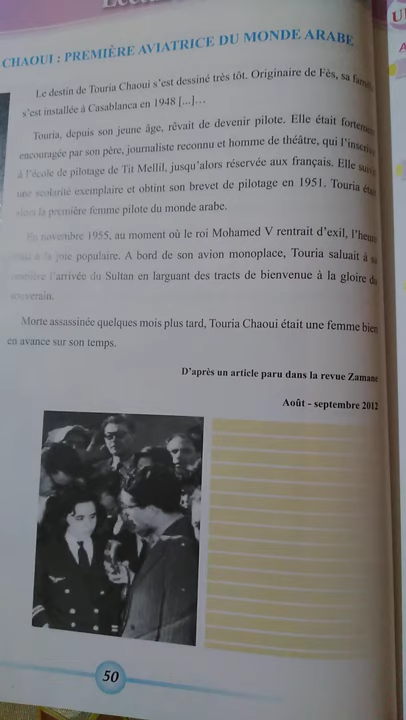 CHAOUI : PREMIÈRE AVIATRICE DU MONDE ARABE
Le destin de Touria Chaoui s'est dessiné très tôt. Originaire de Fès, sa
s'est installée à Casablanca en 1948 [...]...
Touria, depuis son jeune âge, rêvait de devenir pilote. Elle était
encouragée par son père, journaliste reconnu et homme de théâtre, qui
à l'école de pilotage de Tit Mellil, jusqu'alors réservée aux français. Elle
une scolarité exemplaire et obtint son brevet de pilotage en 1951. Touria
alors la première femme pilote du monde arabe.
En novembre 1955, au moment où le roi Mohamed V rentrait d'exil, l'heure
à la joie populaire. A bord de son avion monoplace, Touria saluait à sa
manière l'arrivée du Sultan en larguant des tracts de bienvenue à la gloire du
souverain.
Morte assassinée quelques mois plus tard, Touria Chaoui était une femme bien
en avance sur son temps.
D'après un article paru dans la revue Zamane
Août - septembre 2012
50